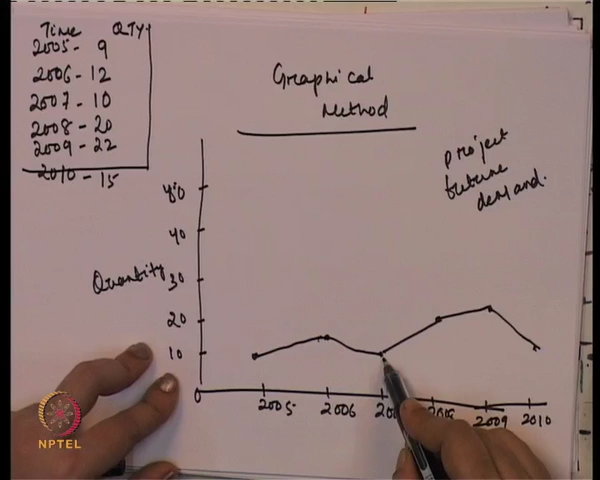 Time QTY
2005 - 9
2006 - 12
2007 - 10
2008 - 20
2009 - 22
2010 - 15
Graphical
Method
project
future
demand.
40
30
20
10
Quantity
0
2005 2006 2009 2010
NPTEL